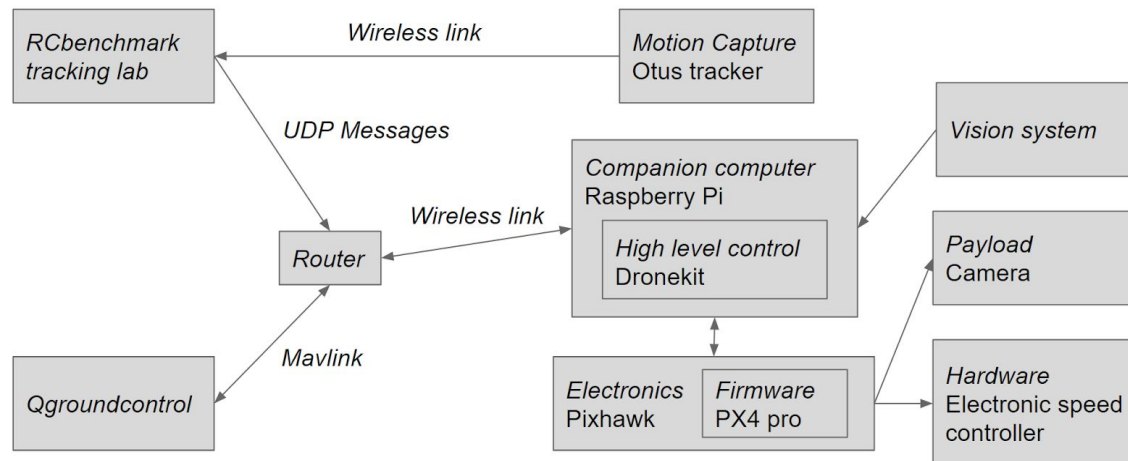 RCbenchmark
tracking lab
Wireless link
Motion Capture
Otus tracker
UDP Messages
Vision system
Companion computer
Raspberry Pi
Wireless link
High level control
Dronekit
Router
Payload
Camera
Mavlink
Qgroundcontrol
Electronics
Pixhawk
Firmware
PX4 pro
Hardware
Electronic speed
controller